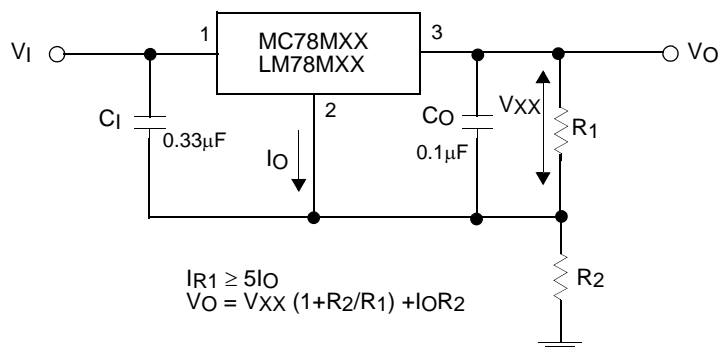 MC78MXX
LM78MXX
1
3
2
VI
VO
CI
0.33μF
IO
CO
0.1μF
VXX
R1
R2
IR1 ≥ 5IO
VO = VXX (1+R2/R1) +IOR2